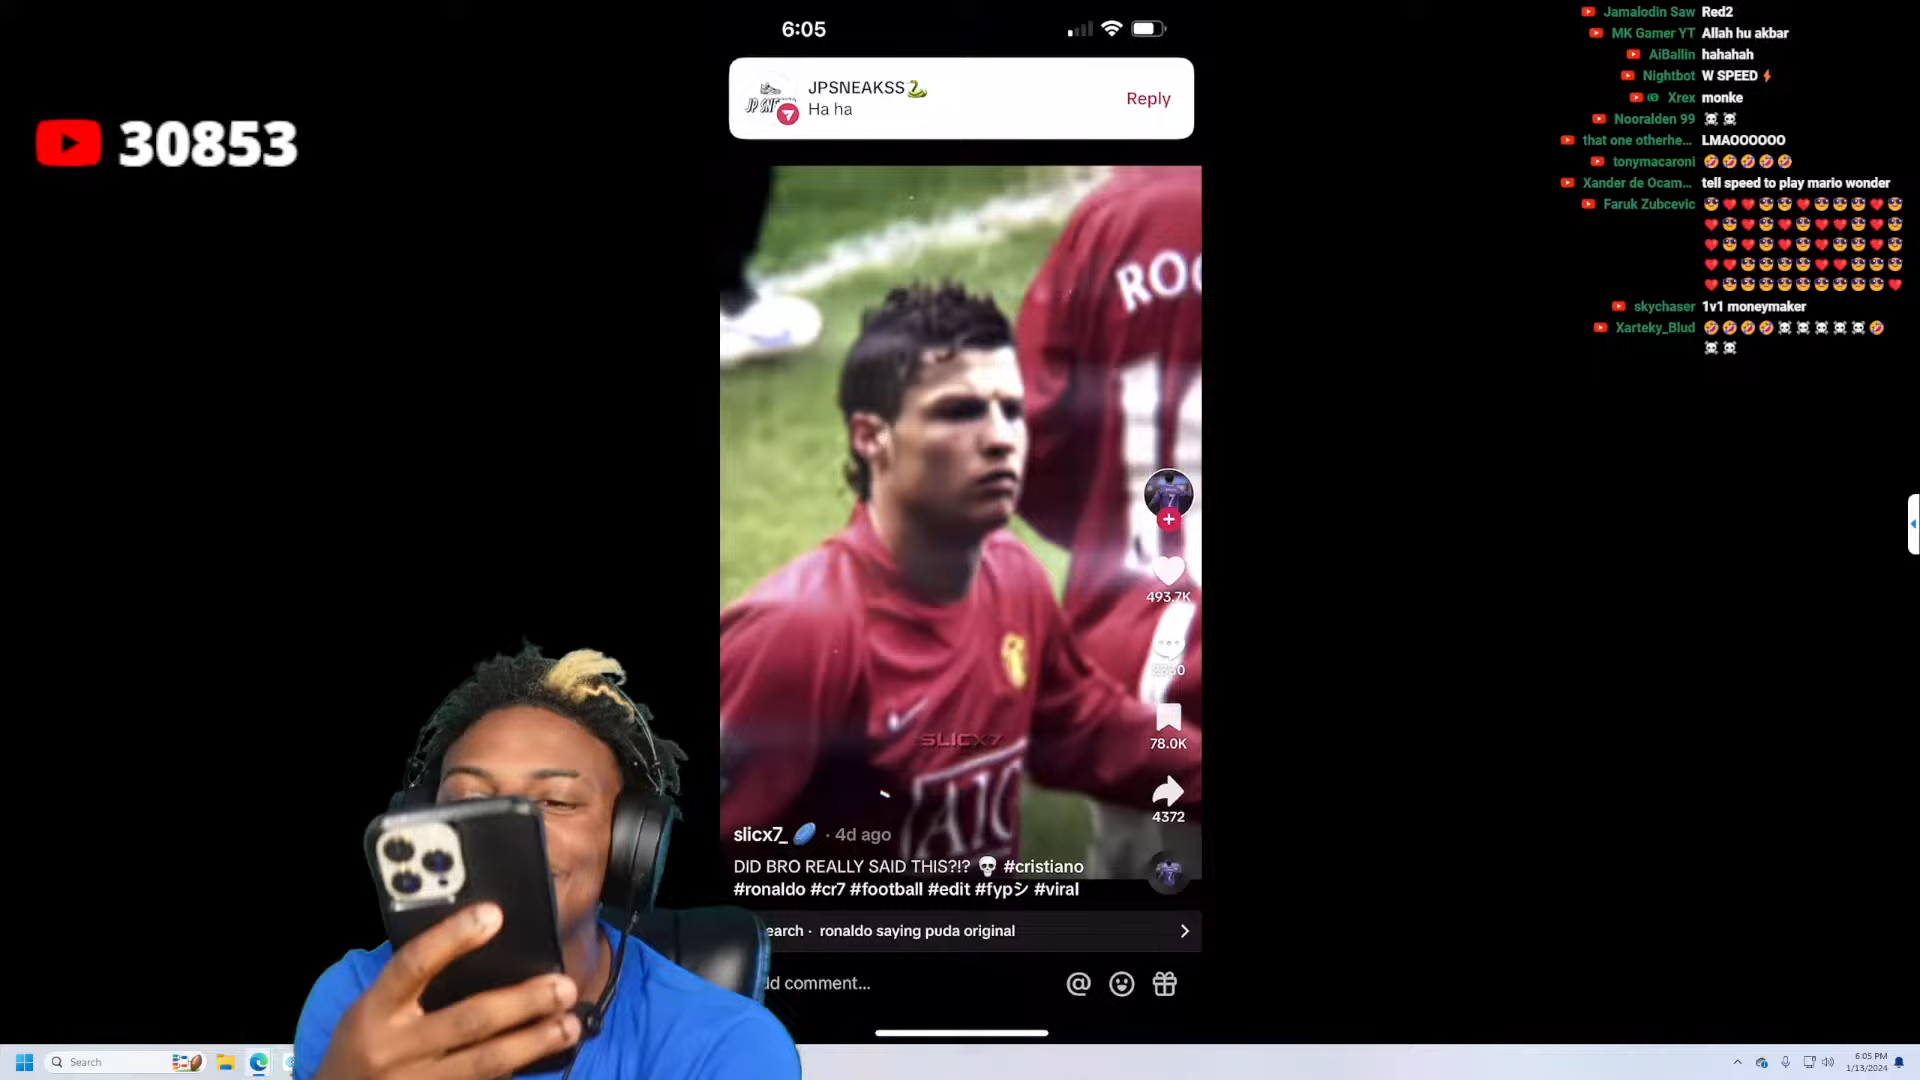 6:05
JPSNEAKSS🐍
Ha ha
Reply
30853
ROO
SLICX7
AIG
493.7K
78.0K
4372
slicx7_ 🏉 · 4d ago
DID BRO REALLY SAID THIS?!? 💀 #cristiano
#ronaldo #cr7 #football #edit #fypシ #viral
earch · ronaldo saying puda original
dd comment...
Jamalodin Saw Red2
MK Gamer YT Allah hu akbar
AiBallin hahahah
Nightbot W SPEED⚡
Xrex monke
Nooralden 99 ☠☠
that one otherhe... LMAOOOOOO
tonymacaroni 🤣🤣🤣🤣🤣
Xander de Ocam... tell speed to play mario wonder
Faruk Zubcevic
skychaser 1v1 moneymaker
Xarteky_Blud 🤣🤣🤣🤣☠☠☠☠☠🤣
☠☠
Search
6:05 PM
1/13/2024